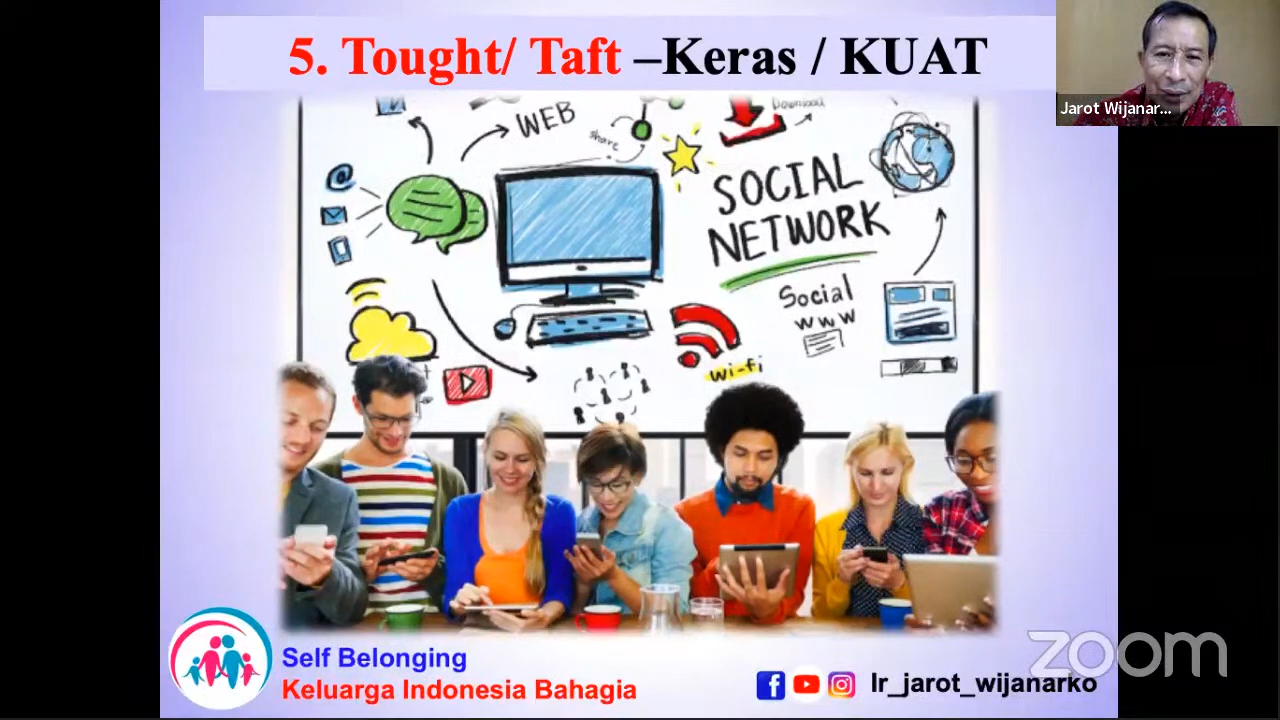 5. Tought/ Taft –Keras / KUAT
Jarot Wijanar...
WEB
share
Download
SOCIAL
NETWORK
Social
www
wi-fi
Self Belonging
Keluarga Indonesia Bahagia
Ir_jarot_wijanarko
zoom